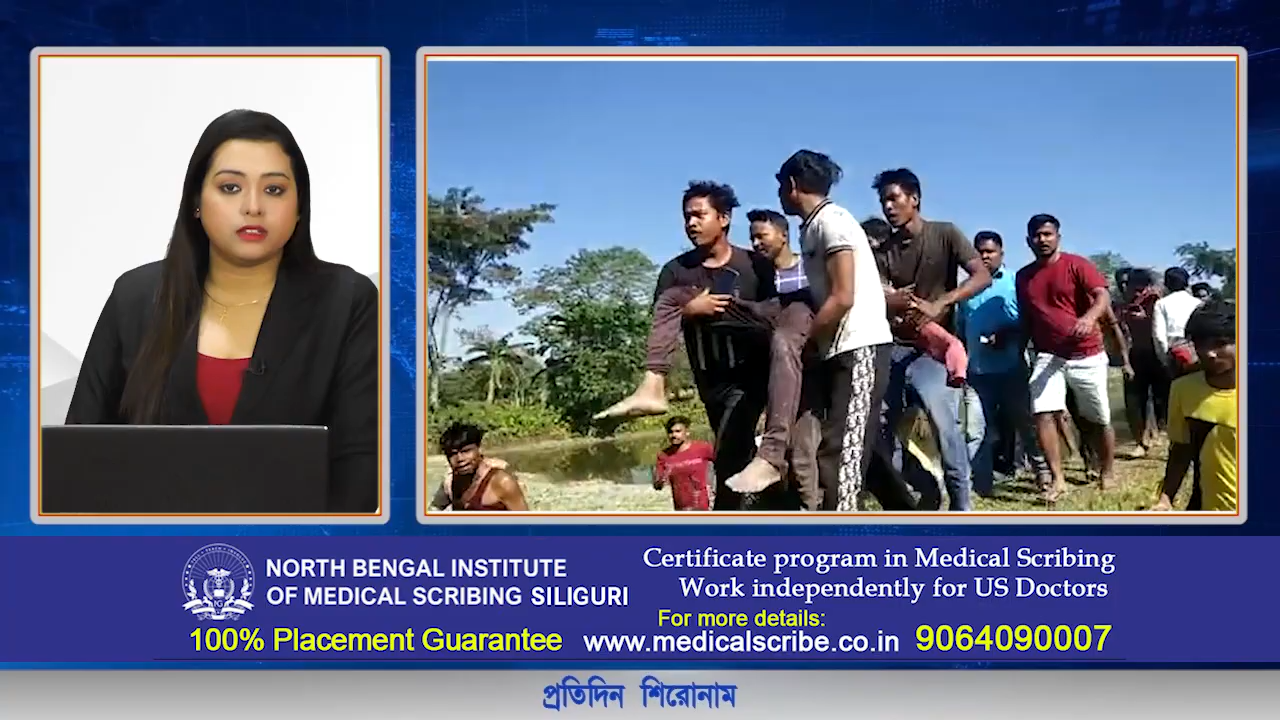 NORTH BENGAL INSTITUTE
OF MEDICAL SCRIBING SILIGURI
100% Placement Guarantee
Certificate program in Medical Scribing
Work independently for US Doctors
For more details:
www.medicalscribe.co.in 9064090007
প্রতিদিন শিরোনাম